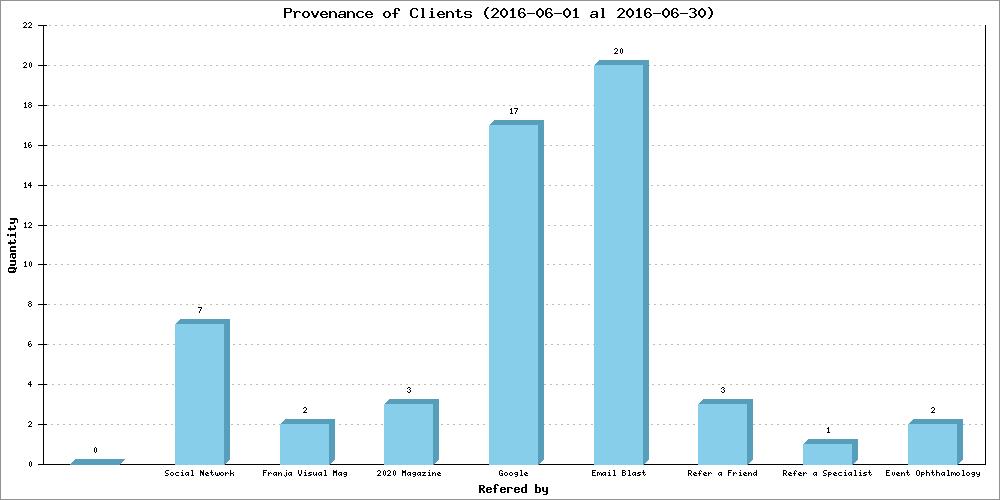 Provenance of Clients (2016-06-01 al 2016-06-30)
22
20
18
16
14
12
10
8
6
4
2
0
Quantity
0
7
2
3
17
20
3
1
2
Social Network
Franja Visual Mag
2020 Magazine
Google
Email Blast
Refer a Friend
Refer a Specialist
Event Ophthalmology
Refered by